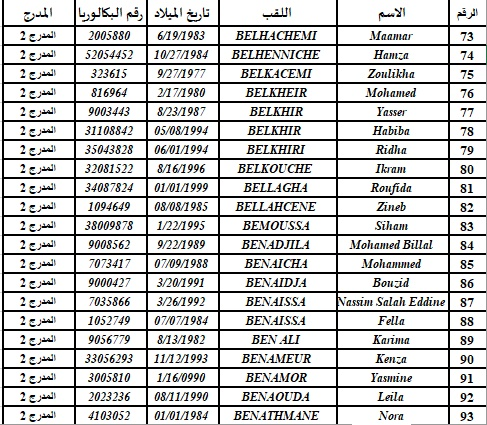 الرقم الاسم اللقب تاريخ الميلاد رقم البكالوريا المدرج
73 Maamar BELHACHEMI 6/19/1983 2005880 المدرج 2
74 Hamza BELHENNICHE 10/27/1984 52054452 المدرج 2
75 Zoulikha BELKACEMI 9/27/1977 323615 المدرج 2
76 Mohamed BELKHEIR 2/17/1980 816964 المدرج 2
77 Yasser BELKHIR 8/23/1987 9003443 المدرج 2
78 Habiba BELKHIR 05/08/1994 31108842 المدرج 2
79 Ridha BELKHIRI 06/01/1994 35043828 المدرج 2
80 Ikram BELKOUCHE 8/16/1996 32081522 المدرج 2
81 Roufida BELLAGHA 01/01/1999 34087824 المدرج 2
82 Zineb BELLAHCENE 08/08/1985 1094649 المدرج 2
83 Siham BEMOUSSA 1/22/1995 38009878 المدرج 2
84 Mohamed Billal BENADJILA 9/22/1989 9008562 المدرج 2
85 Mohammed BENAICHA 07/09/1988 7073417 المدرج 2
86 Bouzid BENAIDJA 3/20/1991 9000427 المدرج 2
87 Nassim Salah Eddine BENAISSA 3/26/1992 7035866 المدرج 2
88 Fella BENAISSA 07/07/1984 1052749 المدرج 2
89 Karima BEN ALI 8/13/1982 9056779 المدرج 2
90 Kenza BENAMEUR 11/12/1993 33056293 المدرج 2
91 Yasmine BENAMOR 1/16/0990 3005810 المدرج 2
92 Leila BENAOUDA 08/11/1990 2023236 المدرج 2
93 Nora BENATHMANE 01/01/1984 4103052 المدرج 2